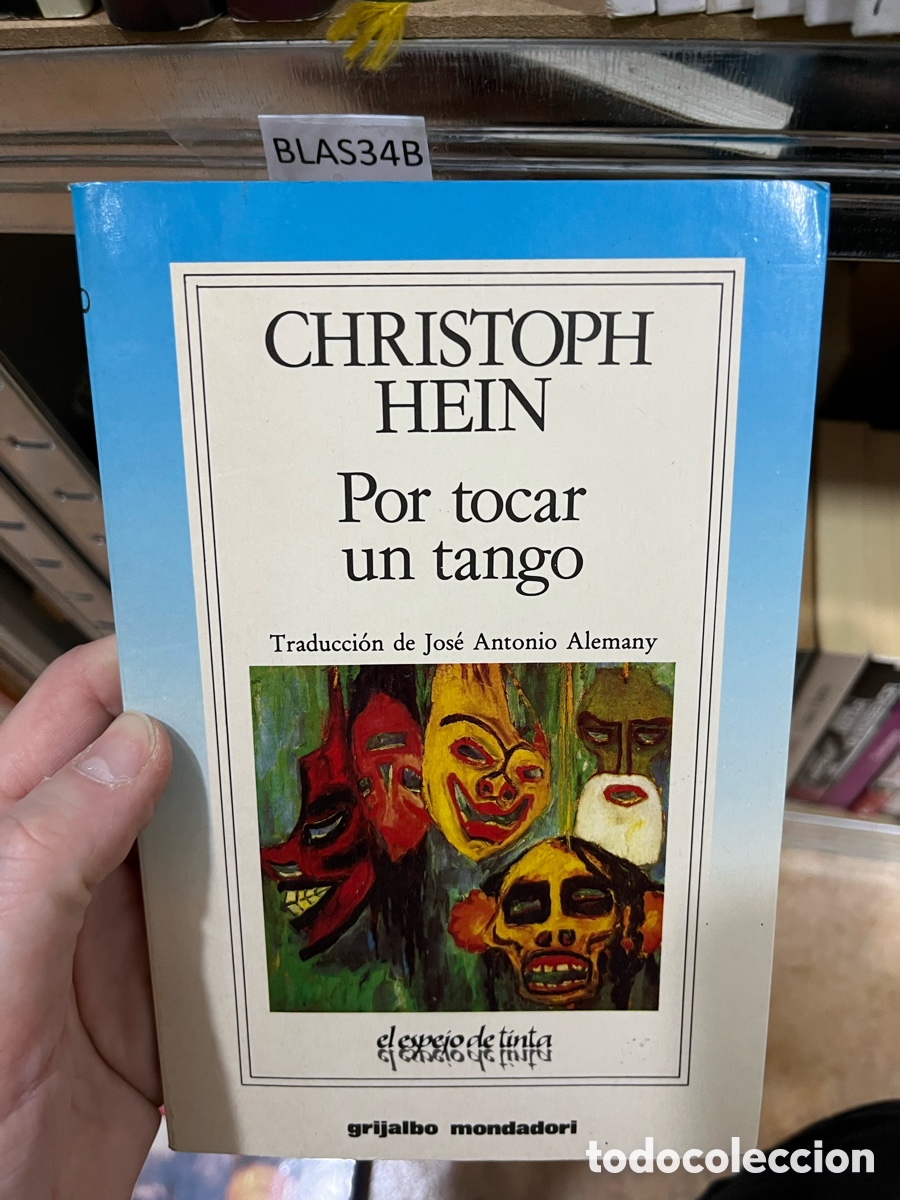 BLAS34B
CHRISTOPH
HEIN
Por tocar
un tango
Traducción de José Antonio Alemany
el espejo de tinta
grijalbo mondadori
todocoleccion